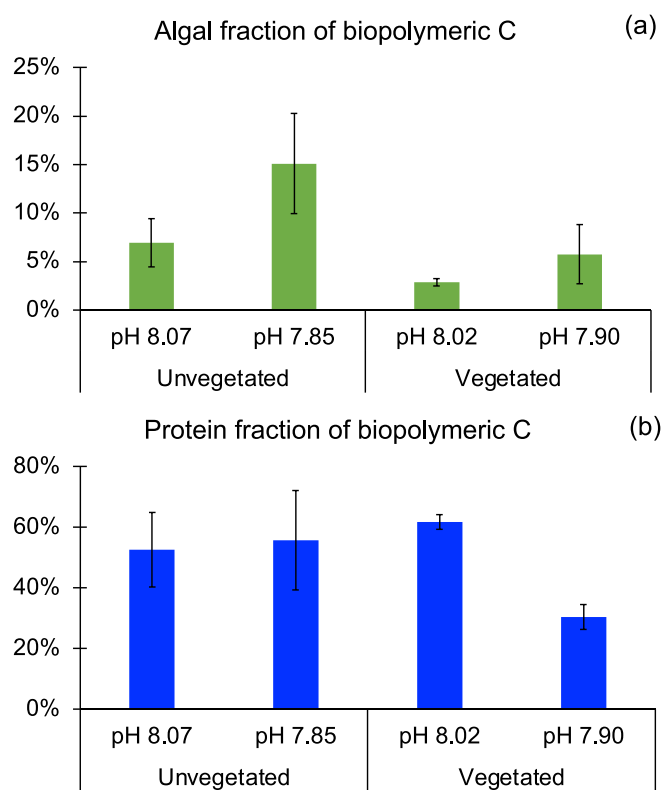 Algal fraction of biopolymeric C (a)
25%
20%
15%
10%
5%
0%
pH 8.07 pH 7.85 pH 8.02 pH 7.90
Unvegetated Vegetated
Protein fraction of biopolymeric C (b)
80%
60%
40%
20%
0%
pH 8.07 pH 7.85 pH 8.02 pH 7.90
Unvegetated Vegetated